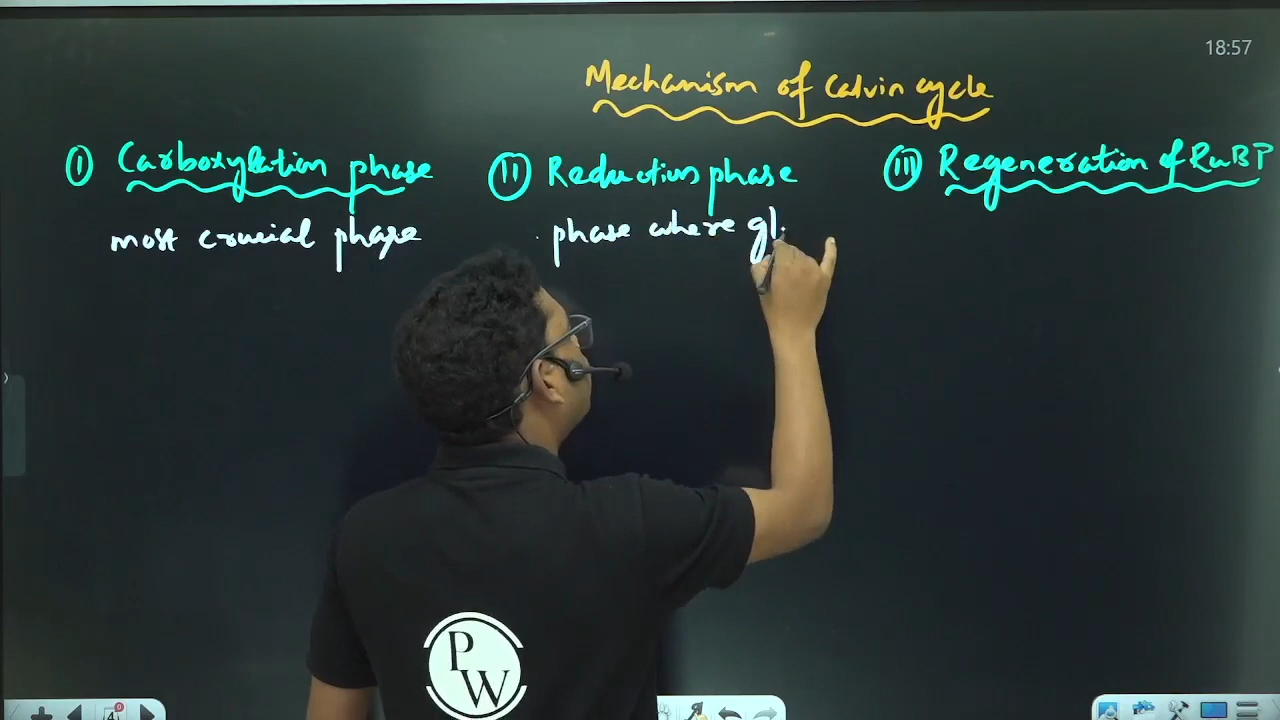 18:57
Mechanism of Calvin cycle
I Carboxylation phase
most crucial phase
II Reduction phase
phase where gl
III Regeneration of RuBP
P
W